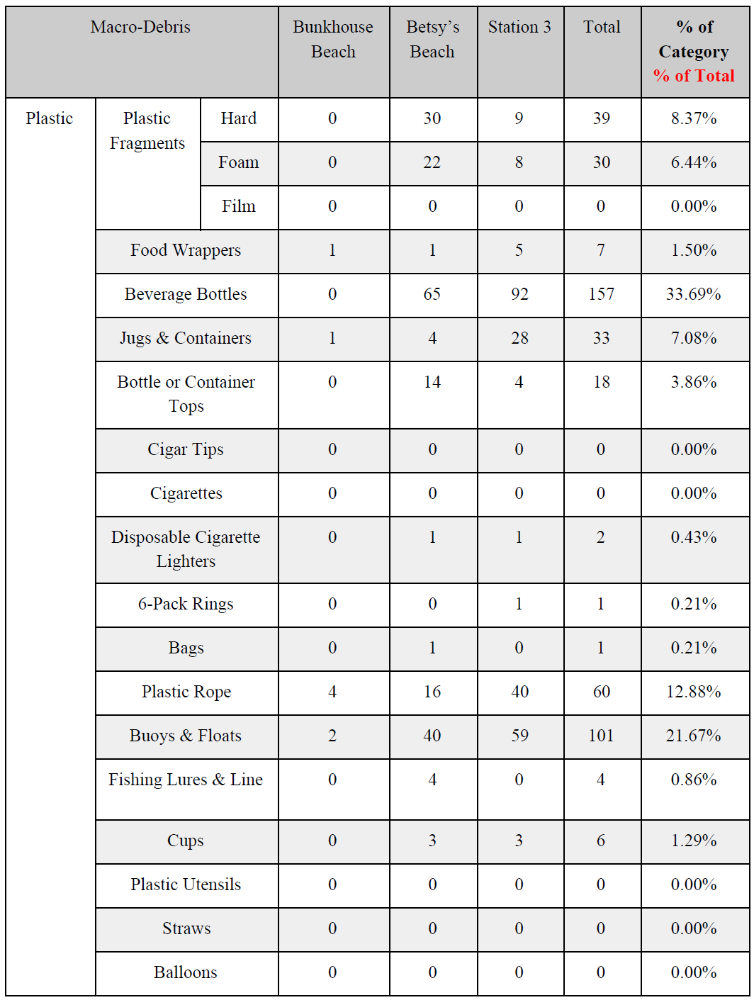 Macro-Debris Bunkhouse Betsy’s Station 3 Total % of
Beach Beach Category
% of Total
Plastic Plastic Hard 0 30 9 39 8.37%
Fragments
Foam 0 22 8 30 6.44%
Film 0 0 0 0 0.00%
Food Wrappers 1 1 5 7 1.50%
Beverage Bottles 0 65 92 157 33.69%
Jugs & Containers 1 4 28 33 7.08%
Bottle or Container 0 14 4 18 3.86%
Tops
Cigar Tips 0 0 0 0 0.00%
Cigarettes 0 0 0 0 0.00%
Disposable Cigarette 0 1 1 2 0.43%
Lighters
6-Pack Rings 0 0 1 1 0.21%
Bags 0 1 0 1 0.21%
Plastic Rope 4 16 40 60 12.88%
Buoys & Floats 2 40 59 101 21.67%
Fishing Lures & Line 0 4 0 4 0.86%
Cups 0 3 3 6 1.29%
Plastic Utensils 0 0 0 0 0.00%
Straws 0 0 0 0 0.00%
Balloons 0 0 0 0 0.00%